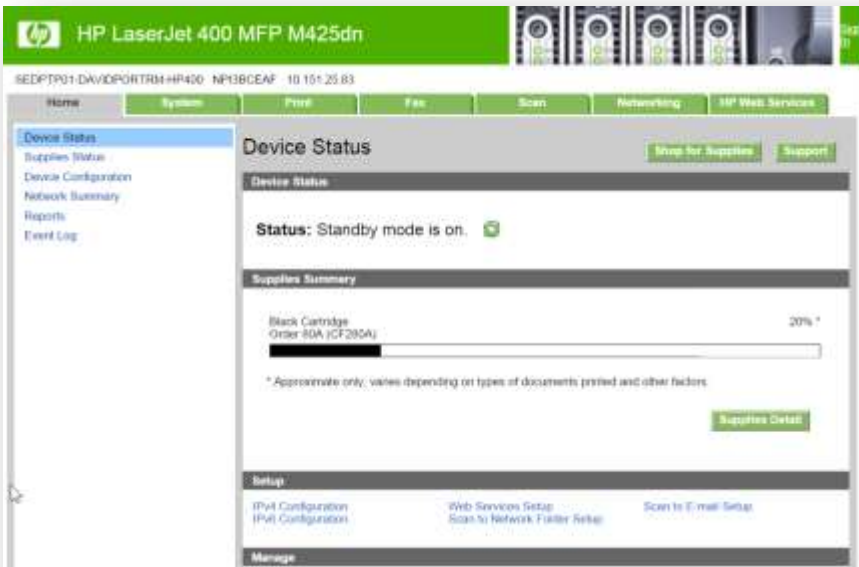 hp HP LaserJet 400 MFP M425dn
SEDPTP01-DAVIDPORTRM-HP400 NPI3BCEAF 10.151.25.83
Home System Print Fax Scan Networking HP Web Services
Device Status
Supplies Status
Device Configuration
Network Summary
Reports
Event Log
Device Status
Shop for Supplies Support
Device Status
Status: Standby mode is on.
Supplies Summary
Black Cartridge 20% *
Order 80A (CF280A)
* Approximate only, varies depending on types of documents printed and other factors.
Supplies Detail
Setup
IPv4 Configuration Web Services Setup Scan to E-mail Setup
IPv6 Configuration Scan to Network Folder Setup
Manage